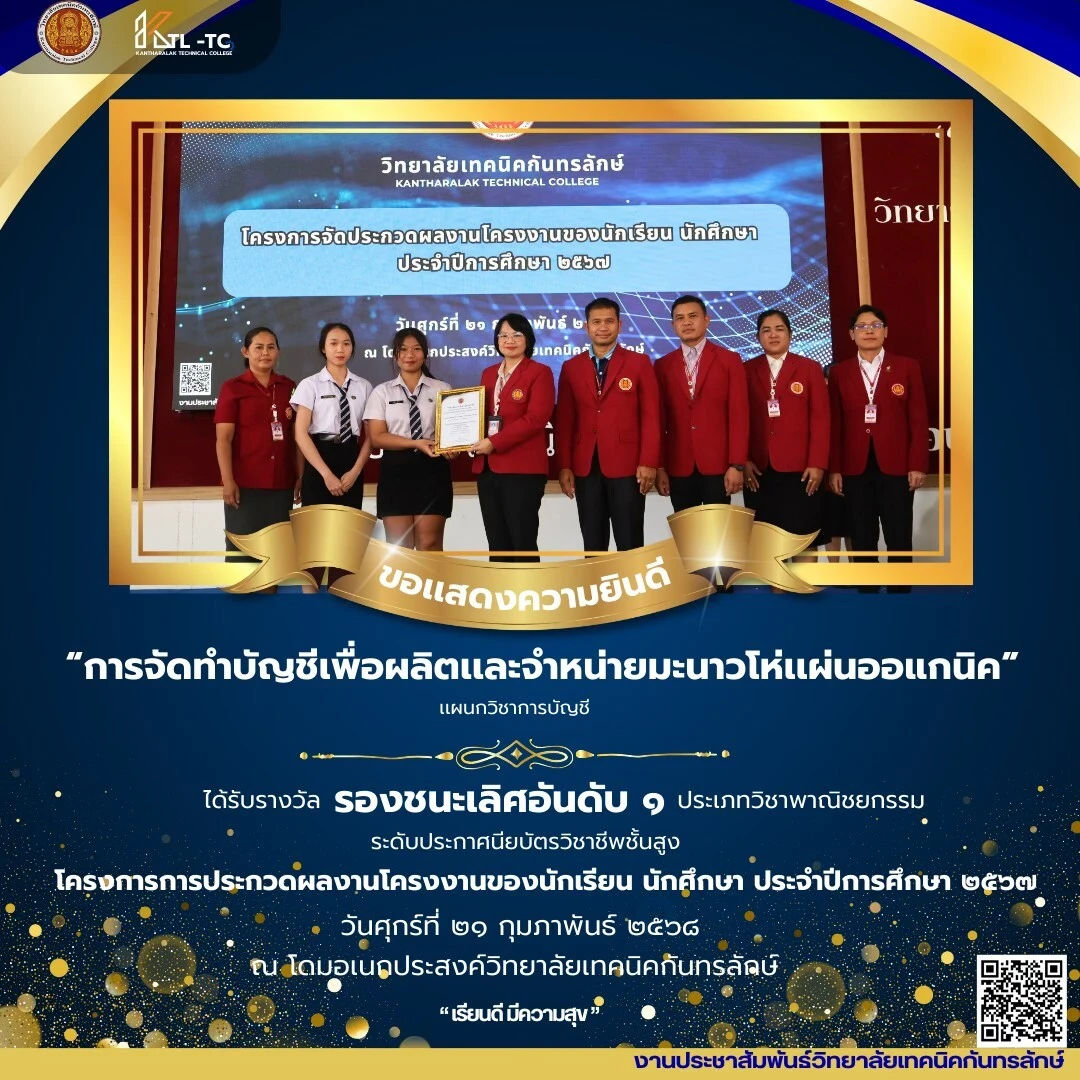 KTL -TC
KANTHARALAK TECHNICAL COLLEGE
วิทยาลัยเทคนิคกันทรลักษ์
KANTHARALAK TECHNICAL COLLEGE
โครงการจัดประกวดผลงานโครงงานของนักเรียน นักศึกษา
ประจำปีการศึกษา ๒๕๖๗
วันศุกร์ที่ ๒๑
ขอแสดงความยินดี
“การจัดทำบัญชีเพื่อผลิตและจำหน่ายมะนาวโห่แผ่นออแกนิค”
แผนกวิชาการบัญชี
ได้รับรางวัล รองชนะเลิศอันดับ ๑ ประเภทวิชาพาณิชยกรรม
ระดับประกาศนียบัตรวิชาชีพชั้นสูง
โครงการการประกวดผลงานโครงงานของนักเรียน นักศึกษา ประจำปีการศึกษา ๒๕๖๗
วันศุกร์ที่ ๒๑ กุมภาพันธ์ ๒๕๖๘
ณ โดมอเนกประสงค์วิทยาลัยเทคนิคกันทรลักษ์
“เรียนดี มีความสุข”
งานประชาสัมพันธ์วิทยาลัยเทคนิคกันทรลักษ์